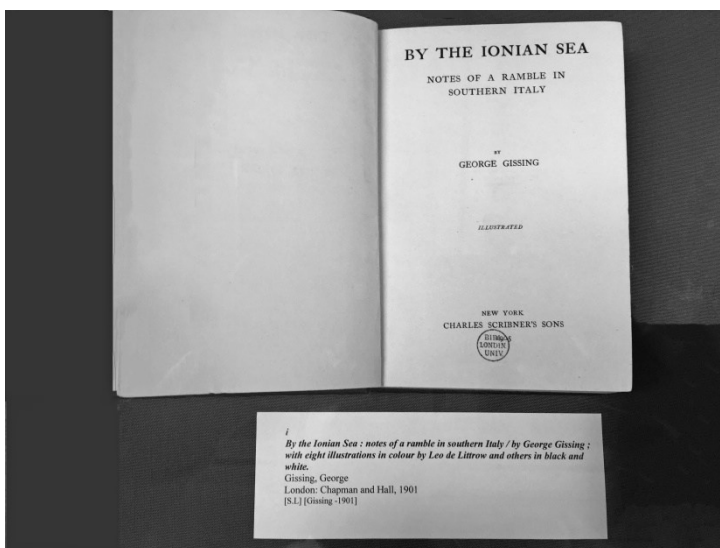 BY THE IONIAN SEA
NOTES OF A RAMBLE IN
SOUTHERN ITALY
BY
GEORGE GISSING
ILLUSTRATED
NEW YORK
CHARLES SCRIBNER'S SONS
LONDIN
UNIV
i
By the Ionian Sea : notes of a ramble in southern Italy / by George Gissing ;
with eight illustrations in colour by Leo de Littrow and others in black and
white.
Gissing, George
London: Chapman and Hall, 1901
[S.L] [Gissing -1901]